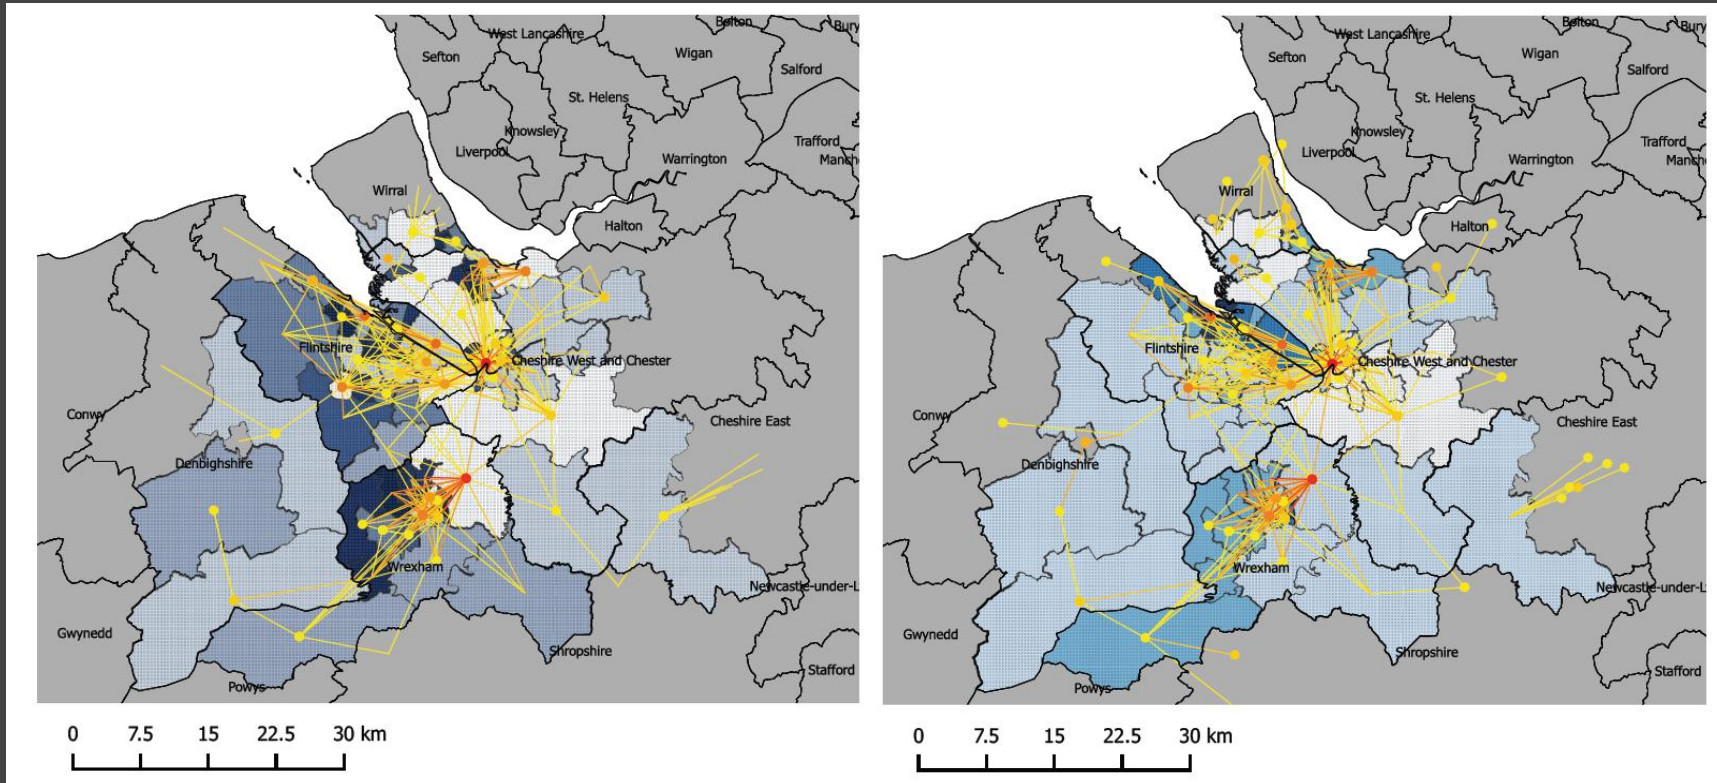 Bolton
Bury
West Lancashire
Sefton
Wigan
Salford
St. Helens
Knowsley
Trafford
Liverpool
Warrington
Manch
Wirral
Halton
Flintshire
Cheshire West and Chester
Conwy
Cheshire East
Denbighshire
Wrexham
Newcastle-under-L
Gwynedd
Shropshire
Stafford
Powys
0 7.5 15 22.5 30 km
Bolton
Bury
West Lancashire
Sefton
Wigan
Salford
St. Helens
Knowsley
Trafford
Liverpool
Warrington
Manch
Wirral
Halton
Flintshire
Cheshire West and Chester
Conwy
Cheshire East
Denbighshire
Wrexham
Newcastle-under-L
Gwynedd
Shropshire
Stafford
Powys
0 7.5 15 22.5 30 km